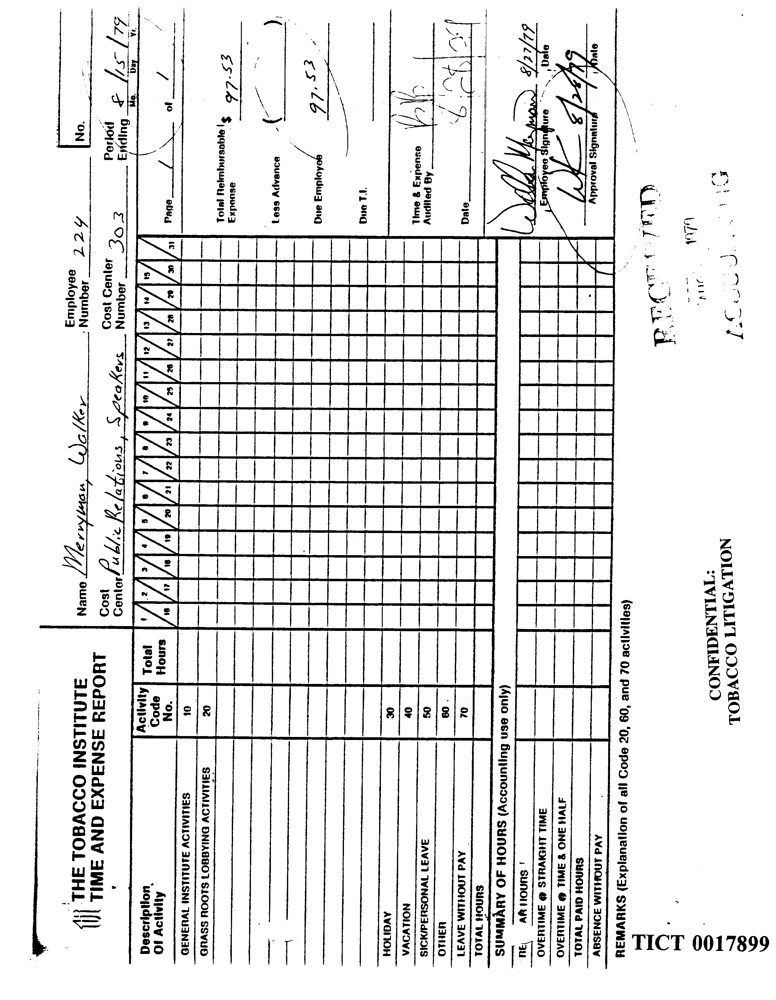 THE TOBACCO INSTITUTE
TIME AND EXPENSE REPORT
Name Merryman, Walker
Employee Number 224
No.
Cost Center Public Relations, Speakers
Cost Center Number 303
Period Ending 8/15/79
Mo. Day Yr.
Description Of Activity
Activity Code No.
Total Hours
1 2 3 4 5 6 7 8 9 10 11 12 13 14 15
16 17 18 19 20 21 22 23 24 25 26 27 28 29 30 31
Page 1 of 1
GENERAL INSTITUTE ACTIVITIES 10
GRASS ROOTS LOBBYING ACTIVITIES 20
Total Reimbursable Expense $ 97.53
Less Advance ( )
Due Employee 97.53
Due T.I.
HOLIDAY 30
VACATION 40
SICK/PERSONAL LEAVE 50
OTHER 60
LEAVE WITHOUT PAY 70
TOTAL HOURS
Time & Expense Audited By
Date
SUMMARY OF HOURS (Accounting use only)
HOURS
OVERTIME @ STRAIGHT TIME
OVERTIME @ TIME & ONE HALF
TOTAL PAID HOURS
ABSENCE WITHOUT PAY
Walker Merryman 8/27/79
Employee Signature Date
WK 8/28/79
Approval Signature Date
REMARKS (Explanation of all Code 20, 60, and 70 activities)
RECEIVED
1979
ACCOUNTING
CONFIDENTIAL:
TOBACCO LITIGATION
TICT 0017899